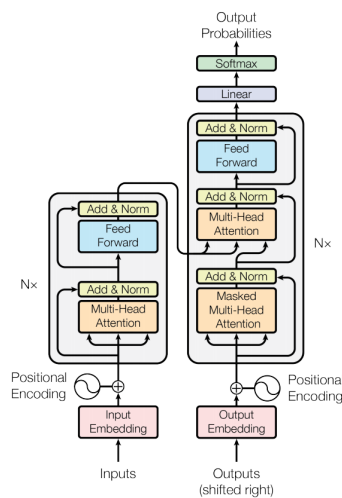 Output
Probabilities
Softmax
Linear
Add & Norm
Feed
Forward
Add & Norm
Multi-Head
Attention
Add & Norm
Masked
Multi-Head
Attention
N×
Add & Norm
Feed
Forward
Add & Norm
Multi-Head
Attention
N×
Positional
Encoding
Positional
Encoding
Input
Embedding
Output
Embedding
Inputs
Outputs
(shifted right)